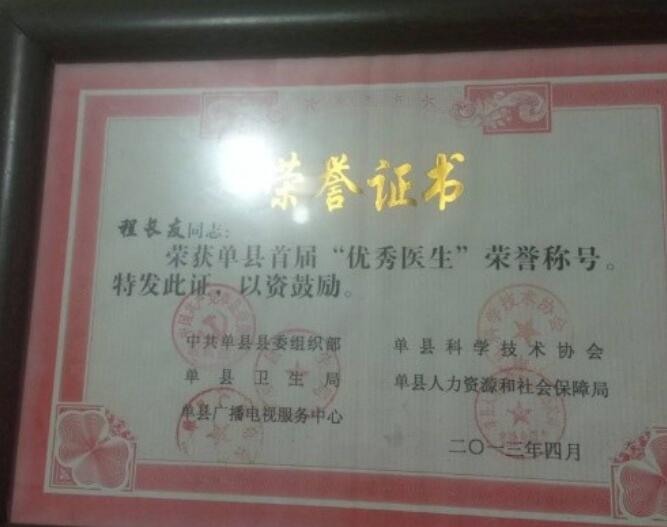 荣誉证书
程长友同志:
荣获单县首届“优秀医生”荣誉称号。
特发此证，以资鼓励。
中共单县县委组织部
单县科学技术协会
单县卫生局
单县人力资源和社会保障局
单县广播电视服务中心
二〇一三年四月